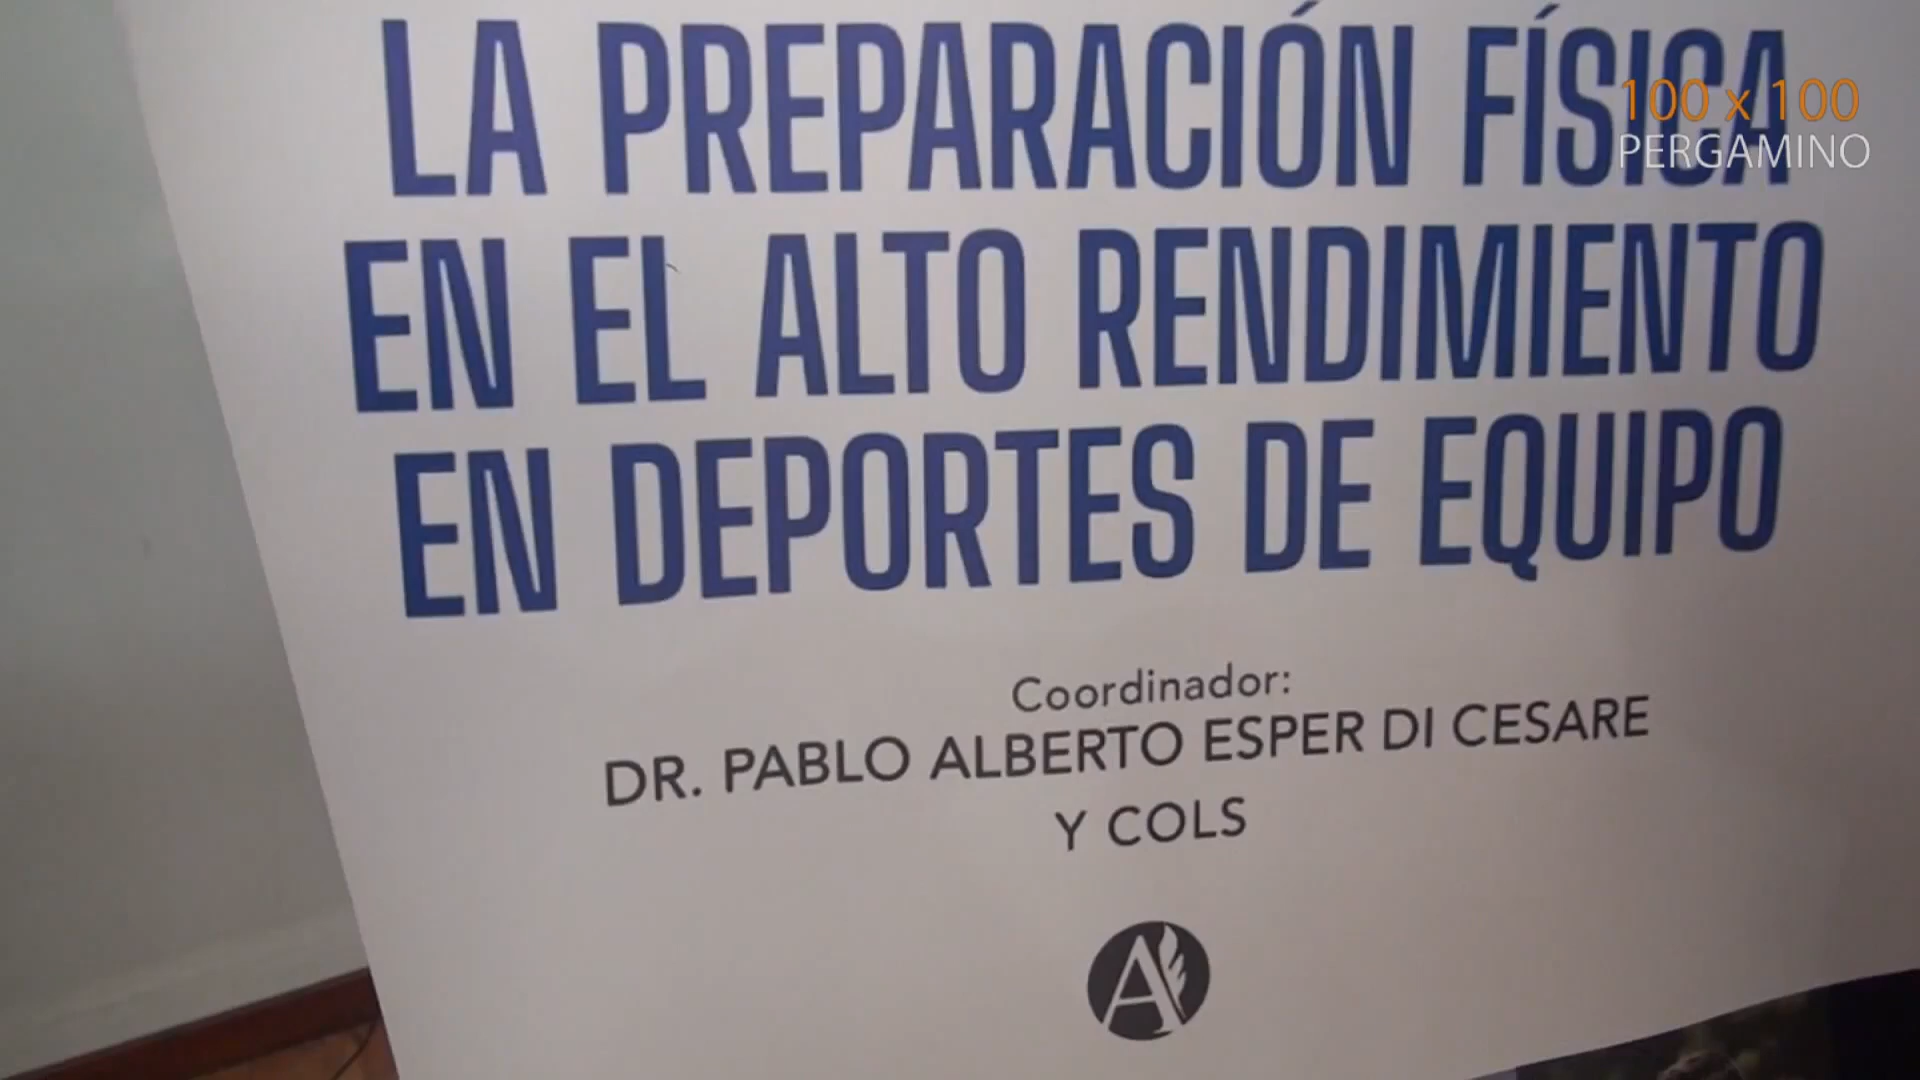 LA PREPARACIÓN FÍSICA
EN EL ALTO RENDIMIENTO
EN DEPORTES DE EQUIPO
Coordinador:
DR. PABLO ALBERTO ESPER DI CESARE
Y COLS
A
100 x 100
PERGAMINO